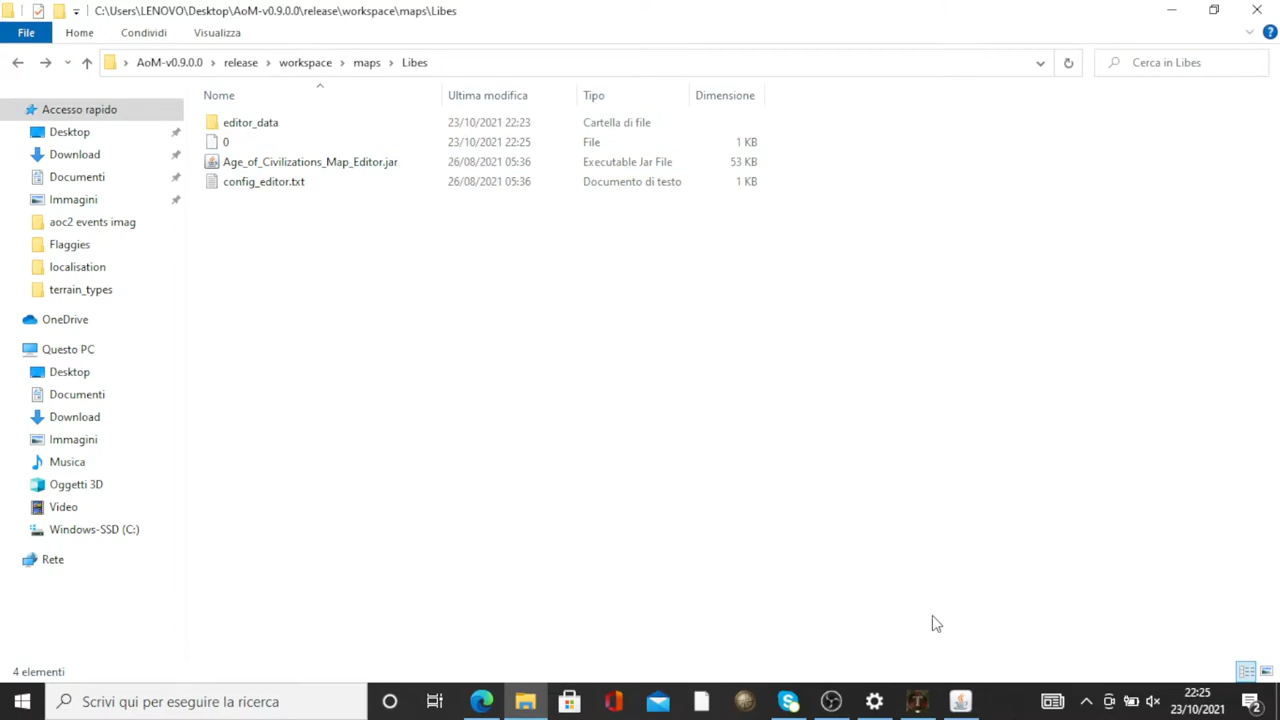 C:\Users\LENOVO\Desktop\AoM-v0.9.0.0\release\workspace\maps\Libes
File Home Condividi Visualizza
AoM-v0.9.0.0 release workspace maps Libes Cerca in Libes
Nome Ultima modifica Tipo Dimensione
editor_data 23/10/2021 22:23 Cartella di file
0 23/10/2021 22:25 File 1 KB
Age_of_Civilizations_Map_Editor.jar 26/08/2021 05:36 Executable Jar File 53 KB
config_editor.txt 26/08/2021 05:36 Documento di testo 1 KB
Accesso rapido
Desktop
Download
Documenti
Immagini
aoc2 events imag
Flaggies
localisation
terrain_types
OneDrive
Questo PC
Desktop
Documenti
Download
Immagini
Musica
Oggetti 3D
Video
Windows-SSD (C:)
Rete
4 elementi
Scrivi qui per eseguire la ricerca
22:25
23/10/2021
2